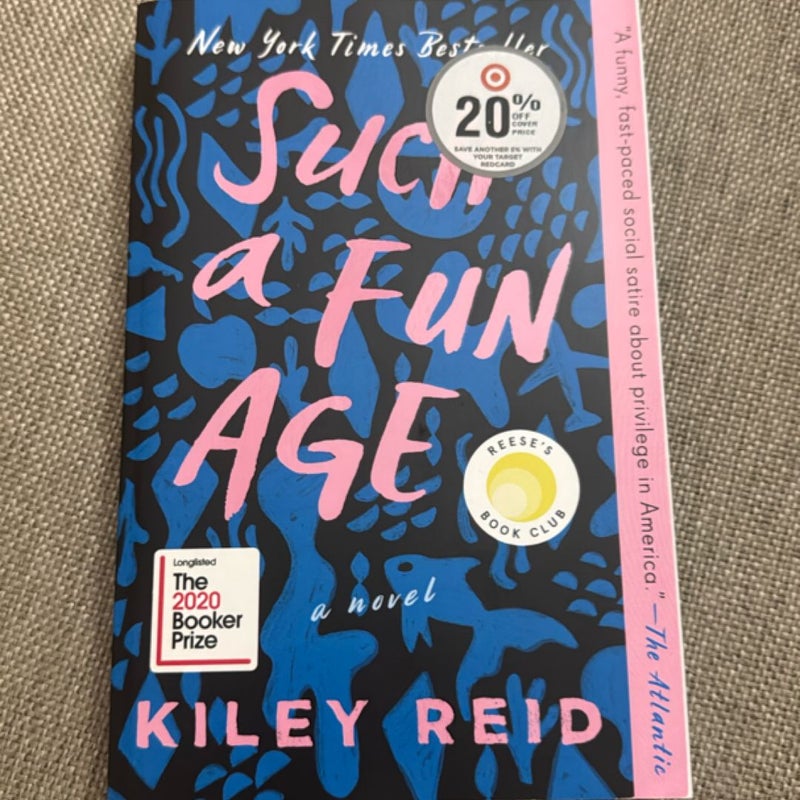 New York Times Bestseller
SUCH
a FUN
AGE
20% OFF COVER PRICE
SAVE ANOTHER 5% WITH
YOUR TARGET
REDCARD
REESE'S
BOOK CLUB
Longlisted
The
2020
Booker
Prize
a novel
KILEY REID
"A funny, fast-paced social satire about privilege in America." —The Atlantic